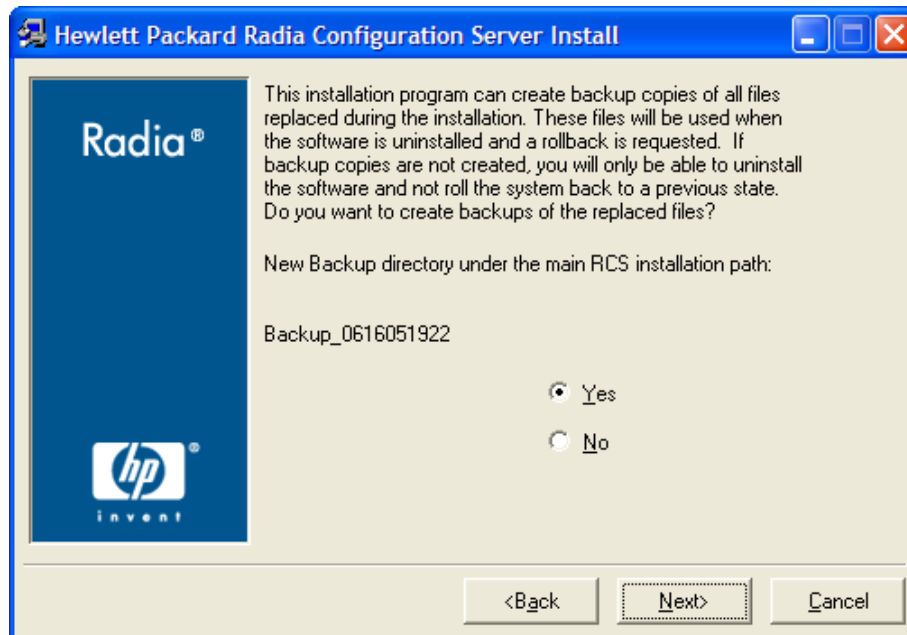 Hewlett Packard Radia Configuration Server Install
Radia®
This installation program can create backup copies of all files
replaced during the installation. These files will be used when
the software is uninstalled and a rollback is requested.  If
backup copies are not created, you will only be able to uninstall
the software and not roll the system back to a previous state.
Do you want to create backups of the replaced files?
New Backup directory under the main RCS installation path:
Backup_0616051922
Yes
No
hp®
invent
<Back
Next>
Cancel